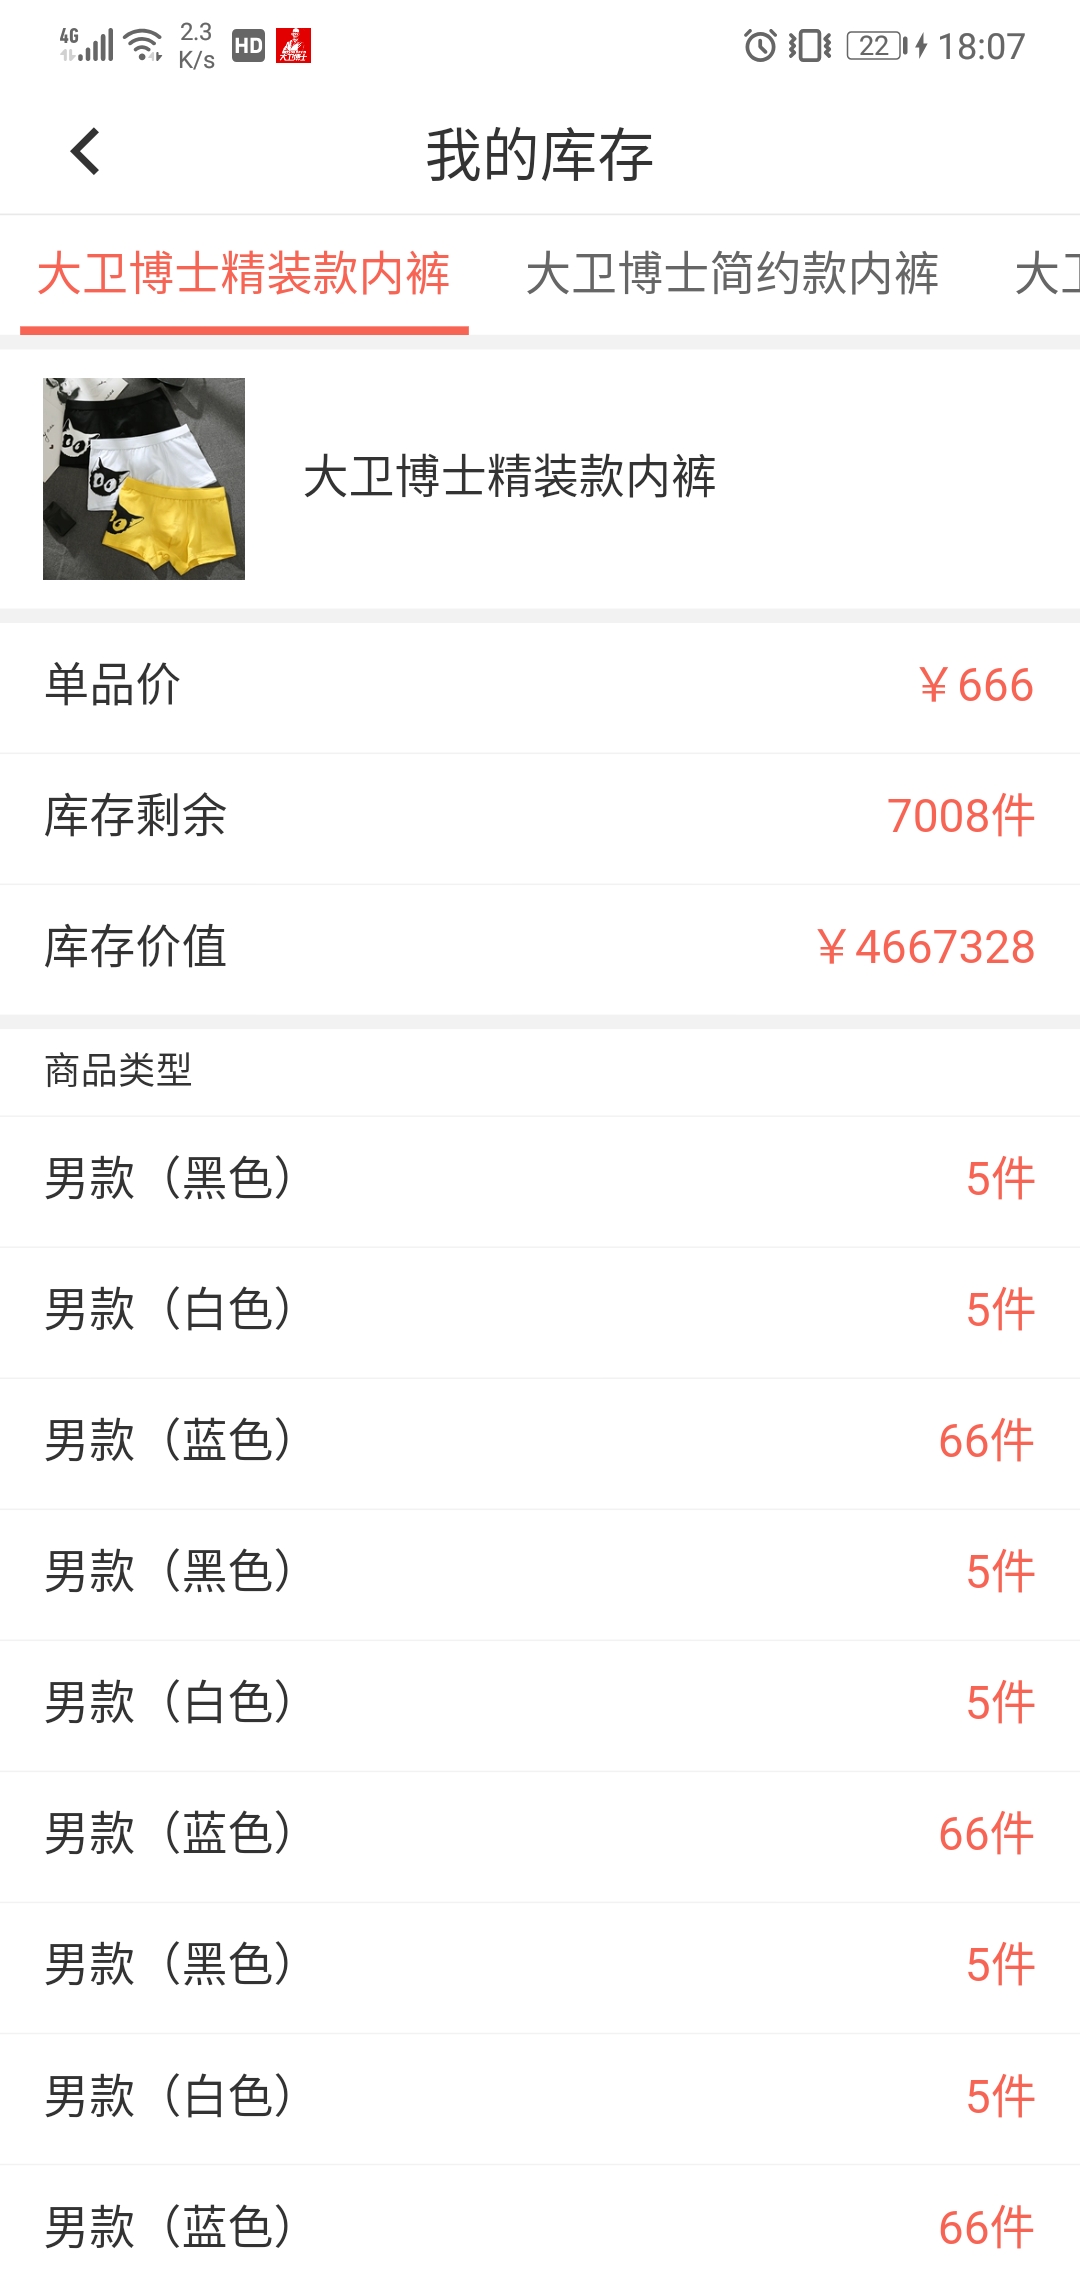 4G
2.3
K/s
HD
大卫博士
22
18:07
我的库存
大卫博士精装款内裤
大卫博士简约款内裤
大卫博士精装款内裤
单品价
¥666
库存剩余
7008件
库存价值
¥4667328
商品类型
男款（黑色）
5件
男款（白色）
5件
男款（蓝色）
66件
男款（黑色）
5件
男款（白色）
5件
男款（蓝色）
66件
男款（黑色）
5件
男款（白色）
5件
男款（蓝色）
66件